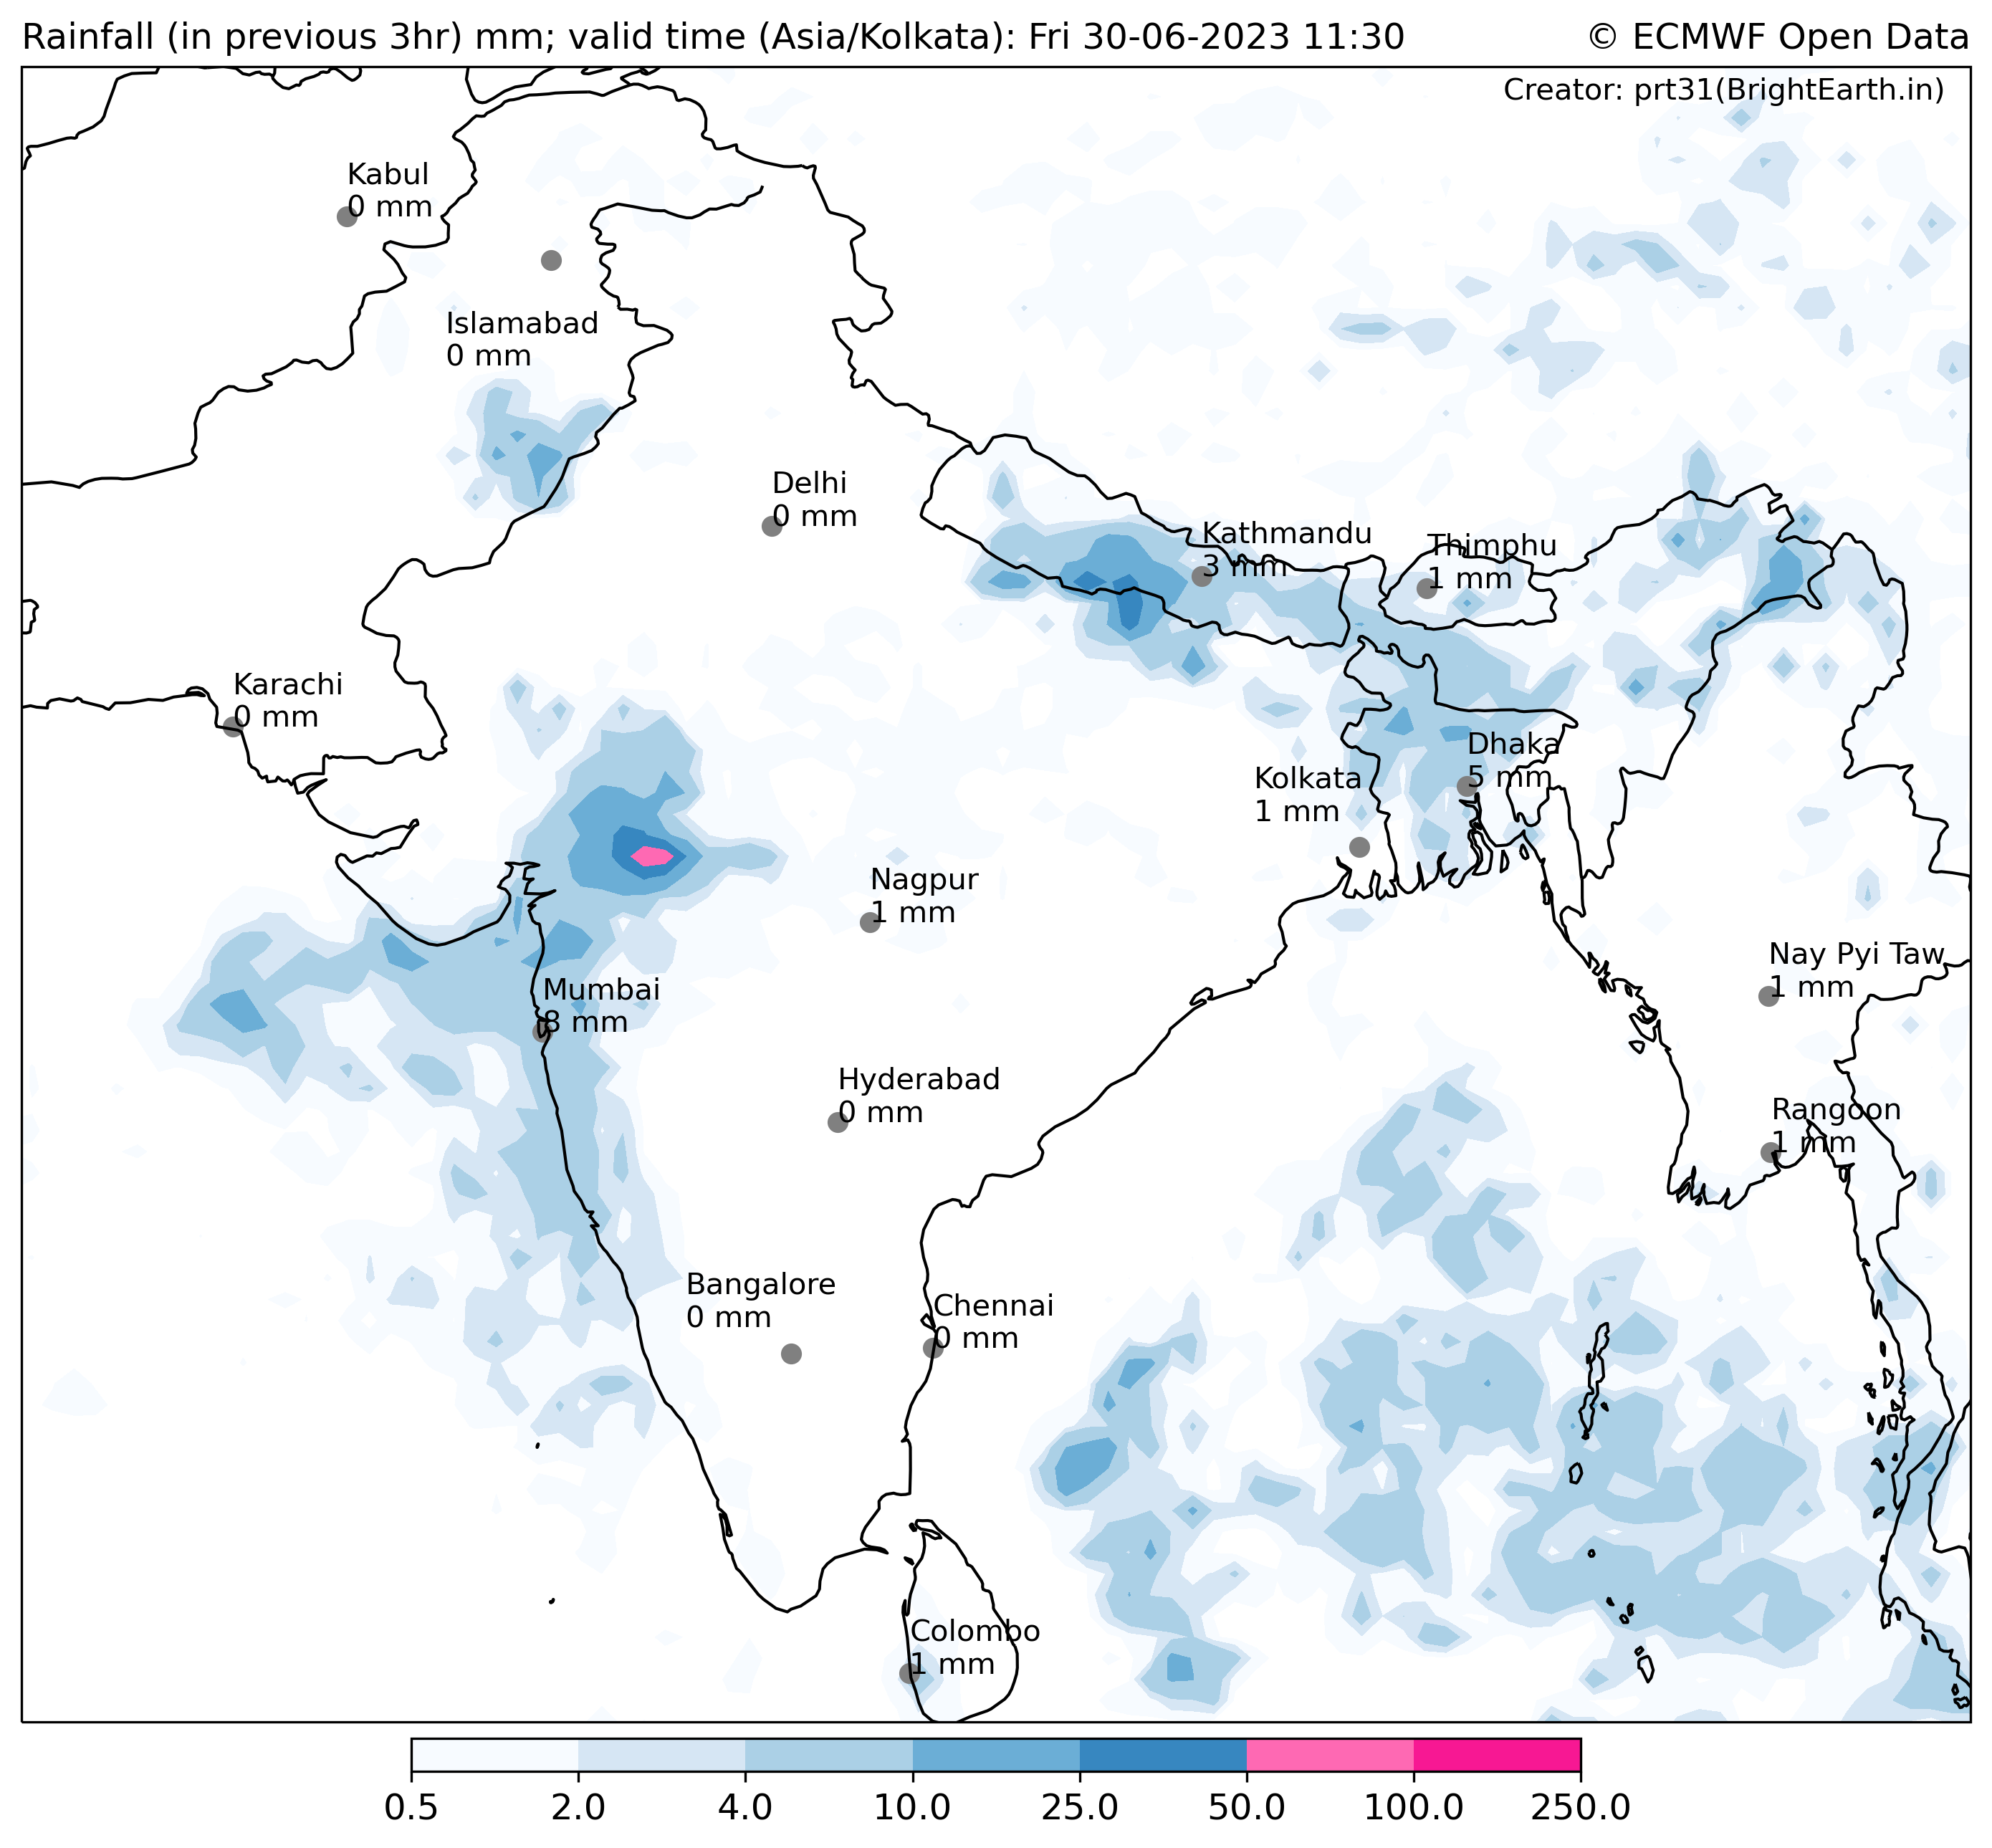 Rainfall (in previous 3hr) mm; valid time (Asia/Kolkata): Fri 30-06-2023 11:30
© ECMWF Open Data
Creator: prt31(BrightEarth.in)
Kabul
0 mm
Islamabad
0 mm
Delhi
0 mm
Kathmandu
3 mm
Thimphu
1 mm
Karachi
0 mm
Dhaka
5 mm
Kolkata
1 mm
Nagpur
1 mm
Nay Pyi Taw
1 mm
Mumbai
8 mm
Hyderabad
0 mm
Rangoon
1 mm
Bangalore
0 mm
Chennai
0 mm
Colombo
1 mm
0.5 2.0 4.0 10.0 25.0 50.0 100.0 250.0